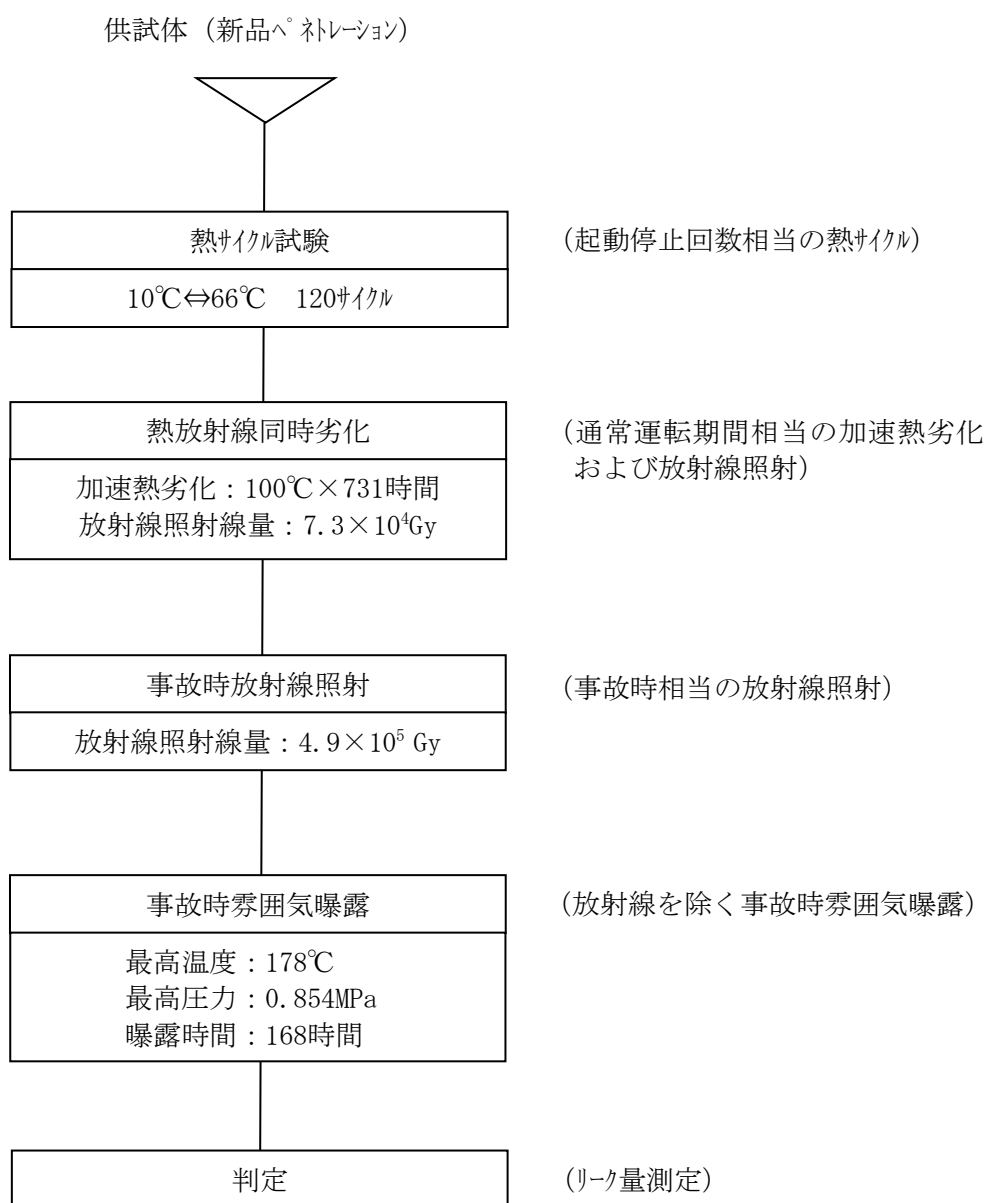 供試体（新品ﾍﾟﾈﾄﾚｰｼｮﾝ）
熱ｻｲｸﾙ試験
（起動停止回数相当の熱ｻｲｸﾙ）
10℃⇔66℃　120ｻｲｸﾙ
熱放射線同時劣化
（通常運転期間相当の加速熱劣化
および放射線照射）
加速熱劣化：100℃×731時間
放射線照射線量：7.3×10⁴Gy
事故時放射線照射
（事故時相当の放射線照射）
放射線照射線量：4.9×10⁵ Gy
事故時雰囲気曝露
（放射線を除く事故時雰囲気曝露）
最高温度：178℃
最高圧力：0.854MPa
曝露時間：168時間
判定
（ﾘｰｸ量測定）